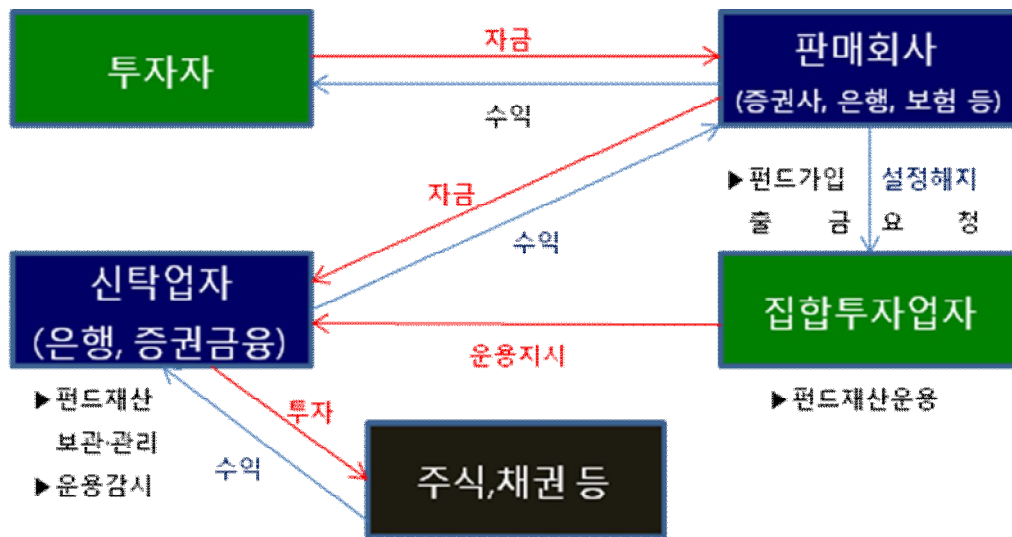 투자자
자금
수익
판매회사
(증권사, 은행, 보험 등)
자금
수익
▶펀드가입 설정해지
출 금 요 청
신탁업자
(은행, 증권금융)
운용지시
집합투자업자
▶펀드재산
보관·관리
▶운용감시
투자
수익
▶펀드재산운용
주식,채권 등